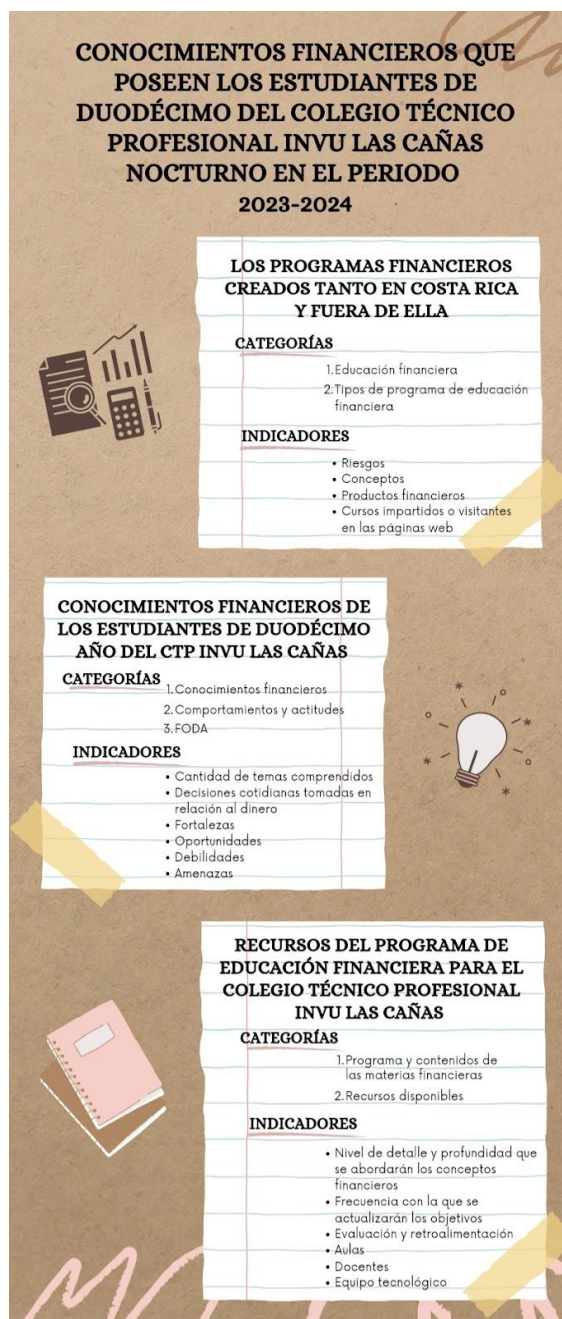 CONOCIMIENTOS FINANCIEROS QUE
POSEEN LOS ESTUDIANTES DE
DUODÉCIMO DEL COLEGIO TÉCNICO
PROFESIONAL INVU LAS CAÑAS
NOCTURNO EN EL PERIODO
2023-2024
LOS PROGRAMAS FINANCIEROS
CREADOS TANTO EN COSTA RICA
Y FUERA DE ELLA
CATEGORÍAS
1.Educación financiera
2.Tipos de programa de educación
financiera
INDICADORES
• Riesgos
• Conceptos
• Productos financieros
• Cursos impartidos o visitantes
en las páginas web
CONOCIMIENTOS FINANCIEROS DE
LOS ESTUDIANTES DE DUODÉCIMO
AÑO DEL CTP INVU LAS CAÑAS
CATEGORÍAS
1.Conocimientos financieros
2.Comportamientos y actitudes
3.FODA
INDICADORES
• Cantidad de temas comprendidos
• Decisiones cotidianas tomadas en
relación al dinero
• Fortalezas
• Oportunidades
• Debilidades
• Amenazas
RECURSOS DEL PROGRAMA DE
EDUCACIÓN FINANCIERA PARA EL
COLEGIO TÉCNICO PROFESIONAL
INVU LAS CAÑAS
CATEGORÍAS
1.Programa y contenidos de
las materias financieras
2.Recursos disponibles
INDICADORES
• Nivel de detalle y profundidad que
se abordarán los conceptos
financieros
• Frecuencia con la que se
actualizarán los objetivos
• Evaluación y retroalimentación
• Aulas
• Docentes
• Equipo tecnológico